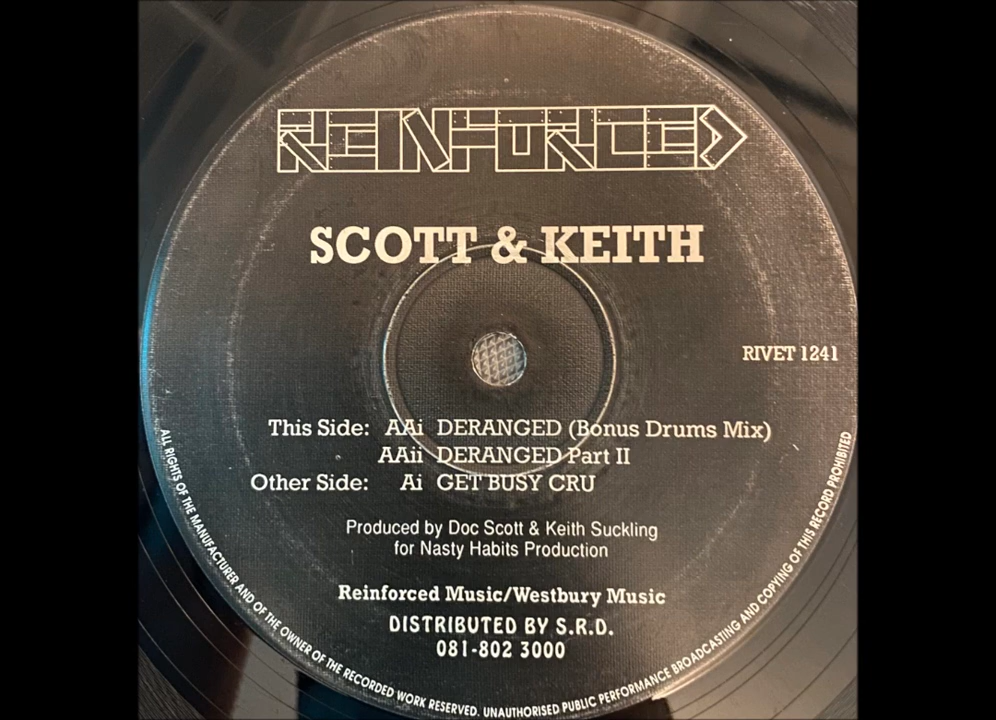 REINFORCED
SCOTT & KEITH
RIVET 1241
This Side: AAi DERANGED (Bonus Drums Mix)
AAii DERANGED Part II
Other Side: Ai GET BUSY CRU
Produced by Doc Scott & Keith Suckling
for Nasty Habits Production
Reinforced Music/Westbury Music
DISTRIBUTED BY S.R.D.
081-802 3000
ALL RIGHTS OF THE MANUFACTURER AND OF THE OWNER OF THE RECORDED WORK RESERVED. UNAUTHORISED PUBLIC PERFORMANCE BROADCASTING AND COPYING OF THIS RECORD PROHIBITED